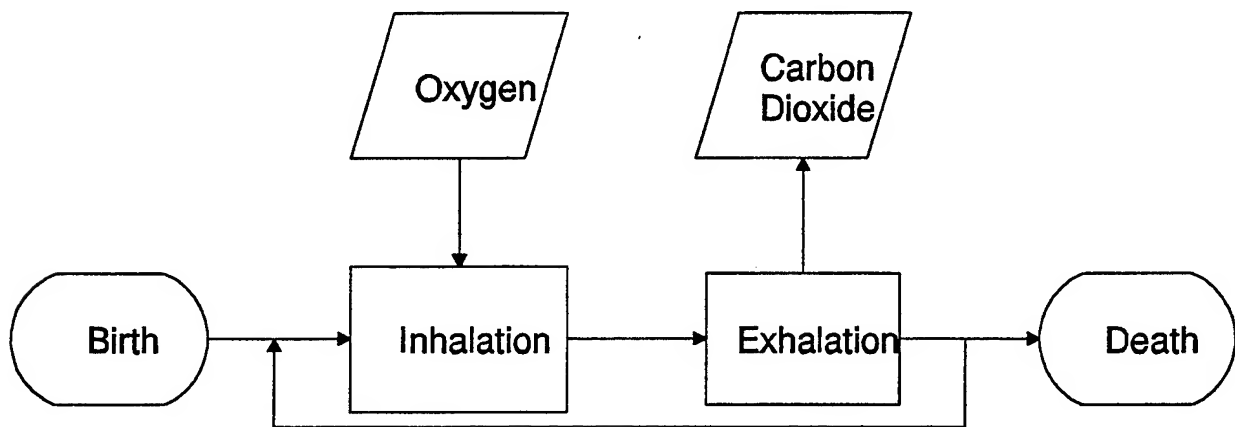 Oxygen
Carbon
Dioxide
Birth
Inhalation
Exhalation
Death